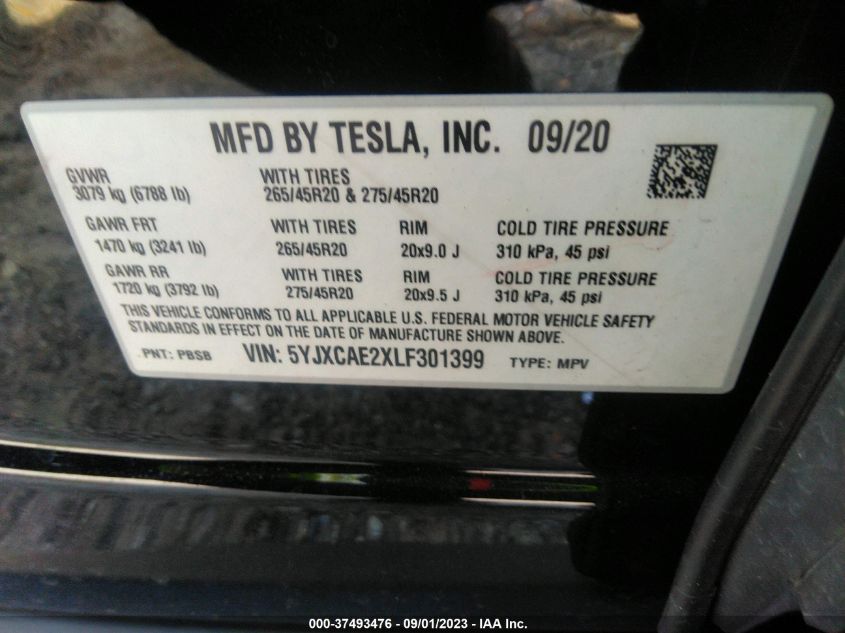 MFD BY TESLA, INC. 09/20
GVWR WITH TIRES
3079 kg (6788 lb) 265/45R20 & 275/45R20
GAWR FRT WITH TIRES RIM COLD TIRE PRESSURE
1470 kg (3241 lb) 265/45R20 20x9.0 J 310 kPa, 45 psi
GAWR RR WITH TIRES RIM COLD TIRE PRESSURE
1720 kg (3792 lb) 275/45R20 20x9.5 J 310 kPa, 45 psi
THIS VEHICLE CONFORMS TO ALL APPLICABLE U.S. FEDERAL MOTOR VEHICLE SAFETY
STANDARDS IN EFFECT ON THE DATE OF MANUFACTURE SHOWN ABOVE.
PNT: PBSB VIN: 5YJXCAE2XLF301399 TYPE: MPV
000-37493476 - 09/01/2023 - IAA Inc.